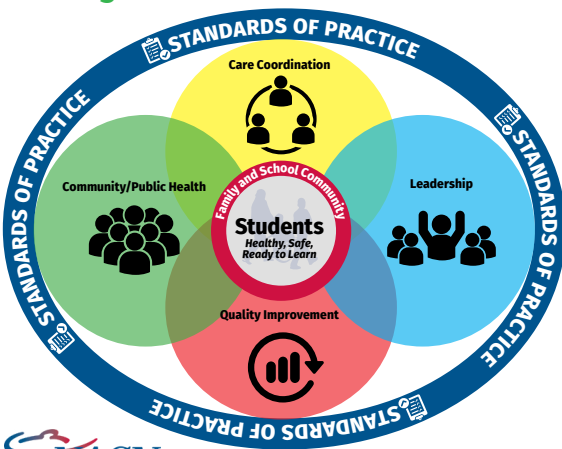 STANDARDS OF PRACTICE
Care Coordination
STANDARDS OF PRACTICE
STANDARDS OF PRACTICE
Community/Public Health
Leadership
Family and School Community
Students
Healthy, Safe,
Ready to Learn
Quality Improvement
STANDARDS OF PRACTICE